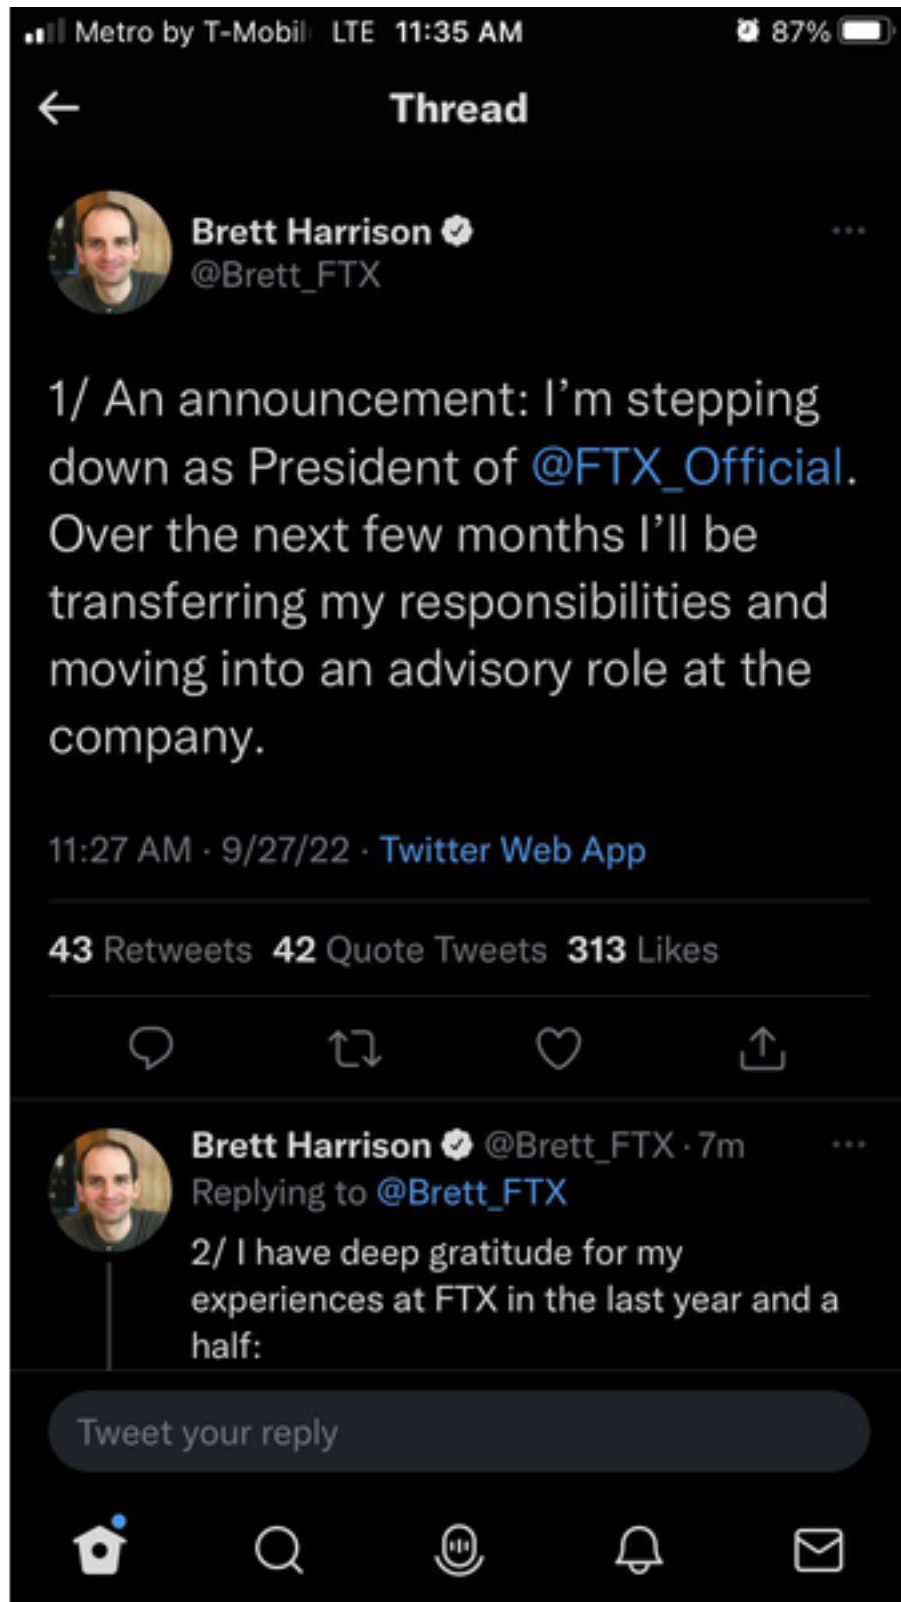 Metro by T-Mobil LTE 11:35 AM 87%
Thread
Brett Harrison
@Brett_FTX
1/ An announcement: I’m stepping
down as President of @FTX_Official.
Over the next few months I’ll be
transferring my responsibilities and
moving into an advisory role at the
company.
11:27 AM · 9/27/22 · Twitter Web App
43 Retweets 42 Quote Tweets 313 Likes
Brett Harrison @Brett_FTX · 7m
Replying to @Brett_FTX
2/ I have deep gratitude for my
experiences at FTX in the last year and a
half:
Tweet your reply